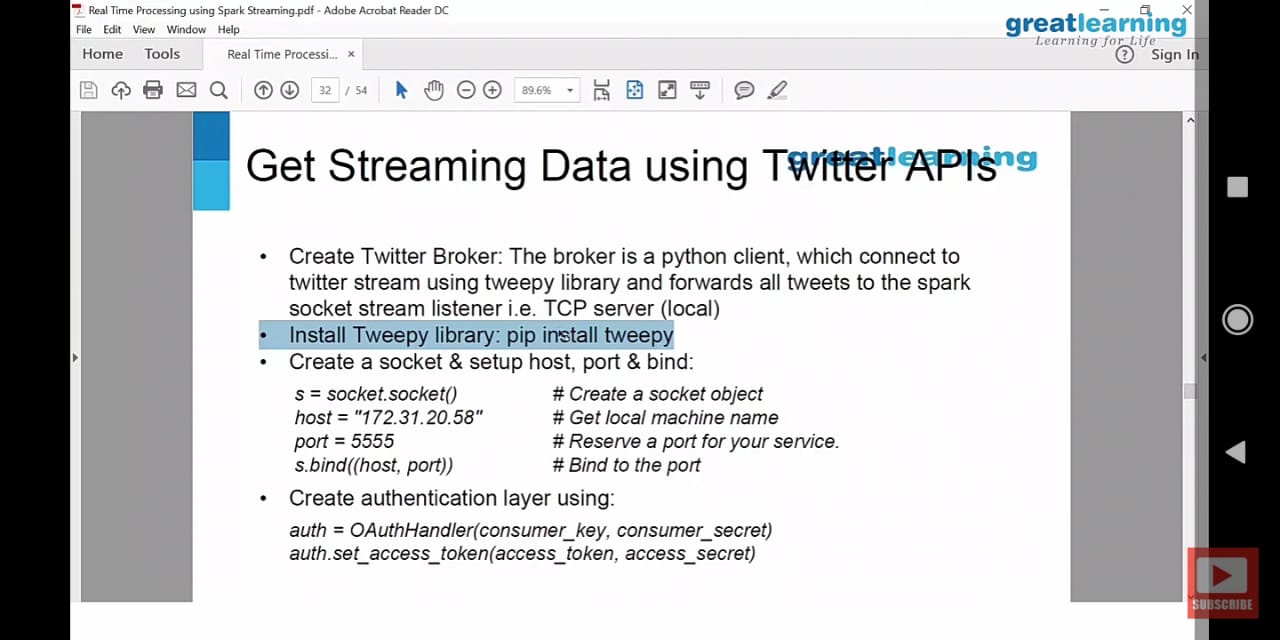 Real Time Processing using Spark Streaming.pdf - Adobe Acrobat Reader DC
greatlearning
Learning for Life
File Edit View Window Help
Home Tools Real Time Processi... × ? Sign In
32 / 54 89.6%
Get Streaming Data using Twitter APIs
greatlearning
• Create Twitter Broker: The broker is a python client, which connect to
twitter stream using tweepy library and forwards all tweets to the spark
socket stream listener i.e. TCP server (local)
• Install Tweepy library: pip install tweepy
• Create a socket & setup host, port & bind:
s = socket.socket() # Create a socket object
host = "172.31.20.58" # Get local machine name
port = 5555 # Reserve a port for your service.
s.bind((host, port)) # Bind to the port
• Create authentication layer using:
auth = OAuthHandler(consumer_key, consumer_secret)
auth.set_access_token(access_token, access_secret)
SUBSCRIBE